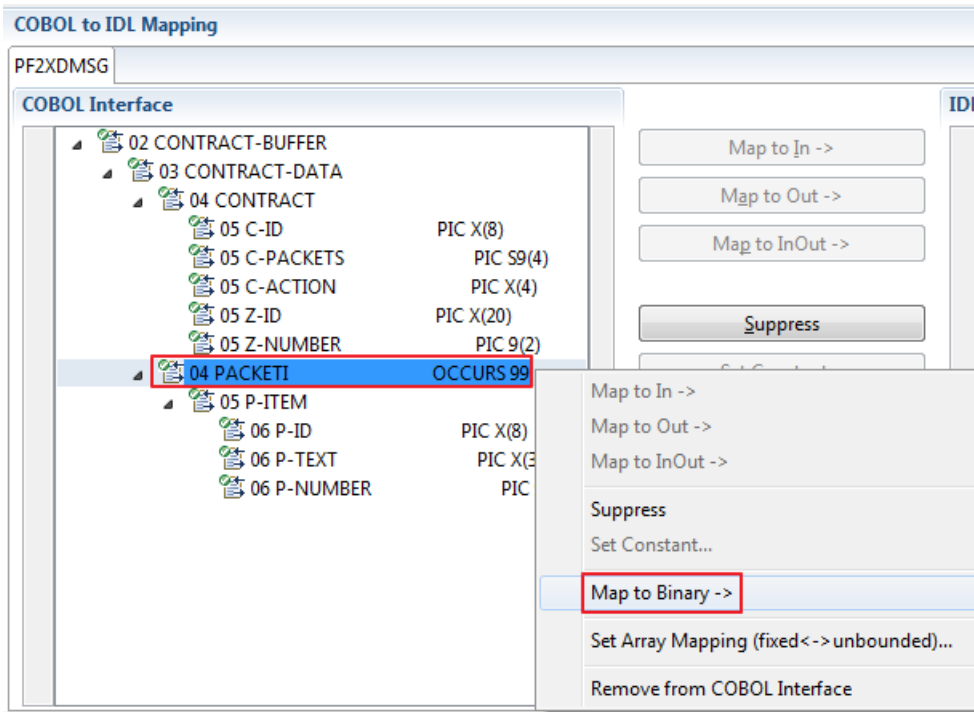 COBOL to IDL Mapping
PF2XDMSG
COBOL Interface
02 CONTRACT-BUFFER
03 CONTRACT-DATA
04 CONTRACT
05 C-ID PIC X(8)
05 C-PACKETS PIC S9(4)
05 C-ACTION PIC X(4)
05 Z-ID PIC X(20)
05 Z-NUMBER PIC 9(2)
04 PACKETI OCCURS 99
05 P-ITEM
06 P-ID PIC X(8)
06 P-TEXT PIC X(3
06 P-NUMBER PIC
Map to In ->
Map to Out ->
Map to InOut ->
Suppress
Map to In ->
Map to Out ->
Map to InOut ->
Suppress
Set Constant...
Map to Binary ->
Set Array Mapping (fixed<->unbounded)...
Remove from COBOL Interface